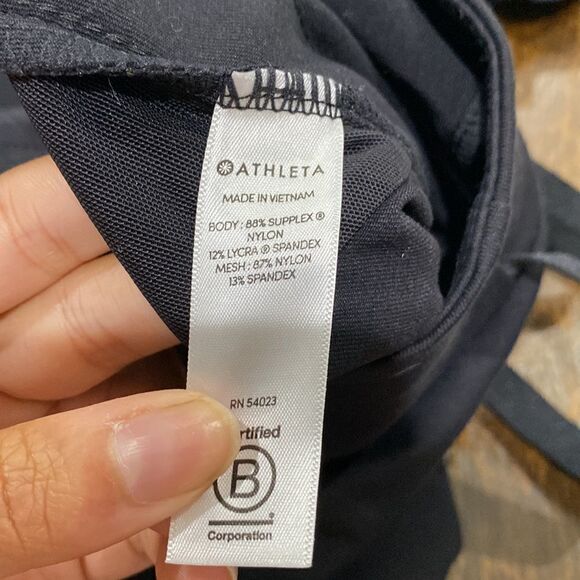 ATHLETA
MADE IN VIETNAM
BODY : 88% SUPPLEX ®
NYLON
12% LYCRA ® SPANDEX
MESH : 87% NYLON
13% SPANDEX
RN 54023
rtified
B
Corporation